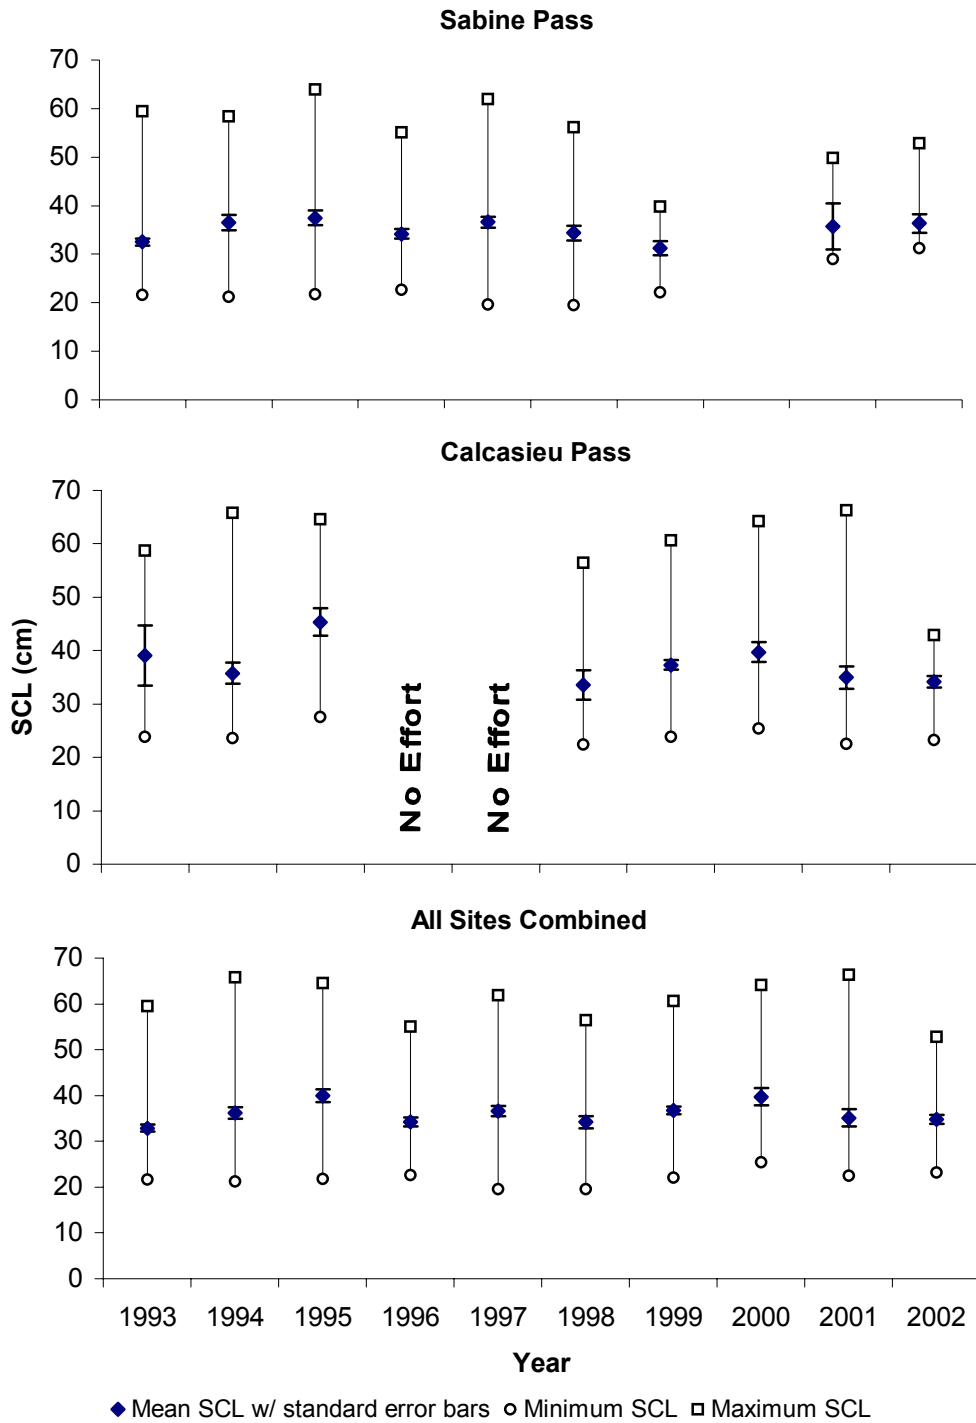 Sabine Pass
70
60
50
40
30
20
10
0
Calcasieu Pass
70
60
50
40
30
20
10
0
SCL (cm)
No Effort
No Effort
All Sites Combined
70
60
50
40
30
20
10
0
1993 1994 1995 1996 1997 1998 1999 2000 2001 2002
Year
Mean SCL w/ standard error bars Minimum SCL Maximum SCL